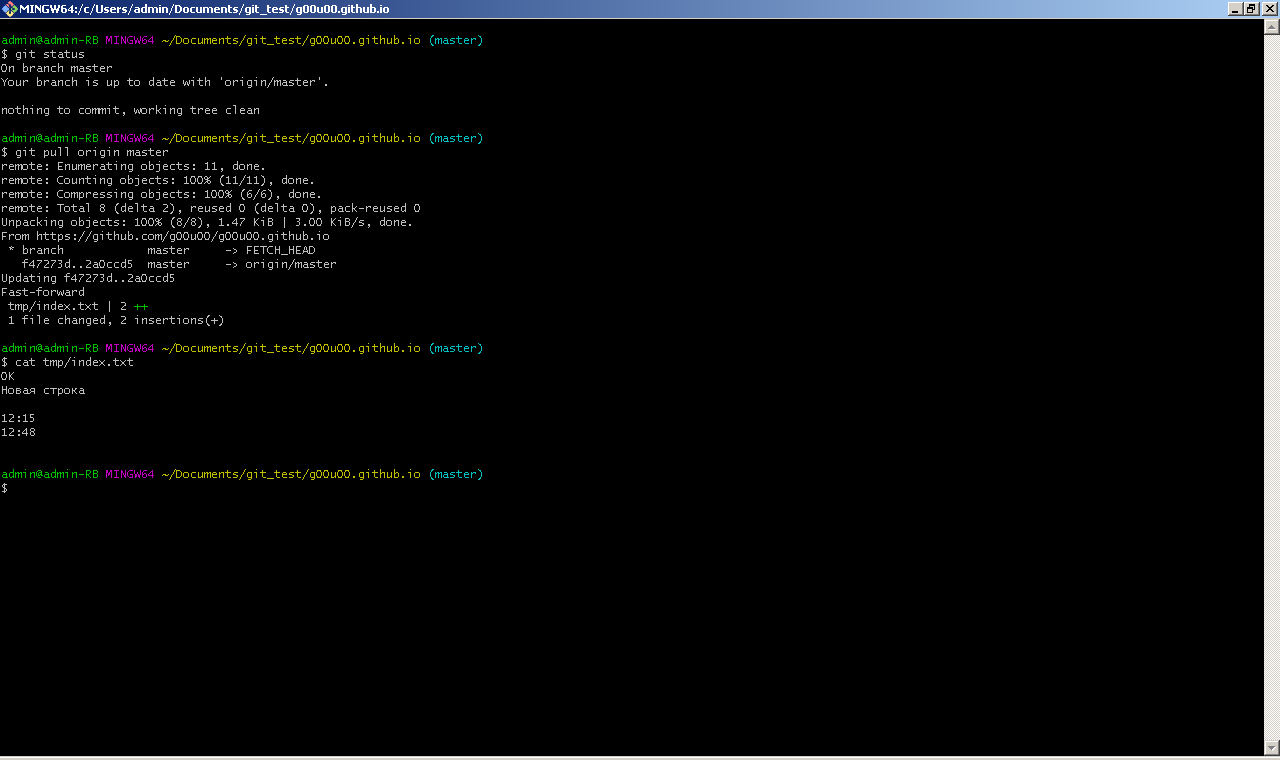 MINGW64:/c/Users/admin/Documents/git_test/g00u00.github.io
admin@admin-RB MINGW64 ~/Documents/git_test/g00u00.github.io (master)
$ git status
On branch master
Your branch is up to date with 'origin/master'.
nothing to commit, working tree clean
admin@admin-RB MINGW64 ~/Documents/git_test/g00u00.github.io (master)
$ git pull origin master
remote: Enumerating objects: 11, done.
remote: Counting objects: 100% (11/11), done.
remote: Compressing objects: 100% (6/6), done.
remote: Total 8 (delta 2), reused 0 (delta 0), pack-reused 0
Unpacking objects: 100% (8/8), 1.47 KiB | 3.00 KiB/s, done.
From https://github.com/g00u00/g00u00.github.io
 * branch            master     -> FETCH_HEAD
   f47273d..2a0ccd5  master     -> origin/master
Updating f47273d..2a0ccd5
Fast-forward
 tmp/index.txt | 2 ++
 1 file changed, 2 insertions(+)
admin@admin-RB MINGW64 ~/Documents/git_test/g00u00.github.io (master)
$ cat tmp/index.txt
OK
Новая строка
12:15
12:48
admin@admin-RB MINGW64 ~/Documents/git_test/g00u00.github.io (master)
$